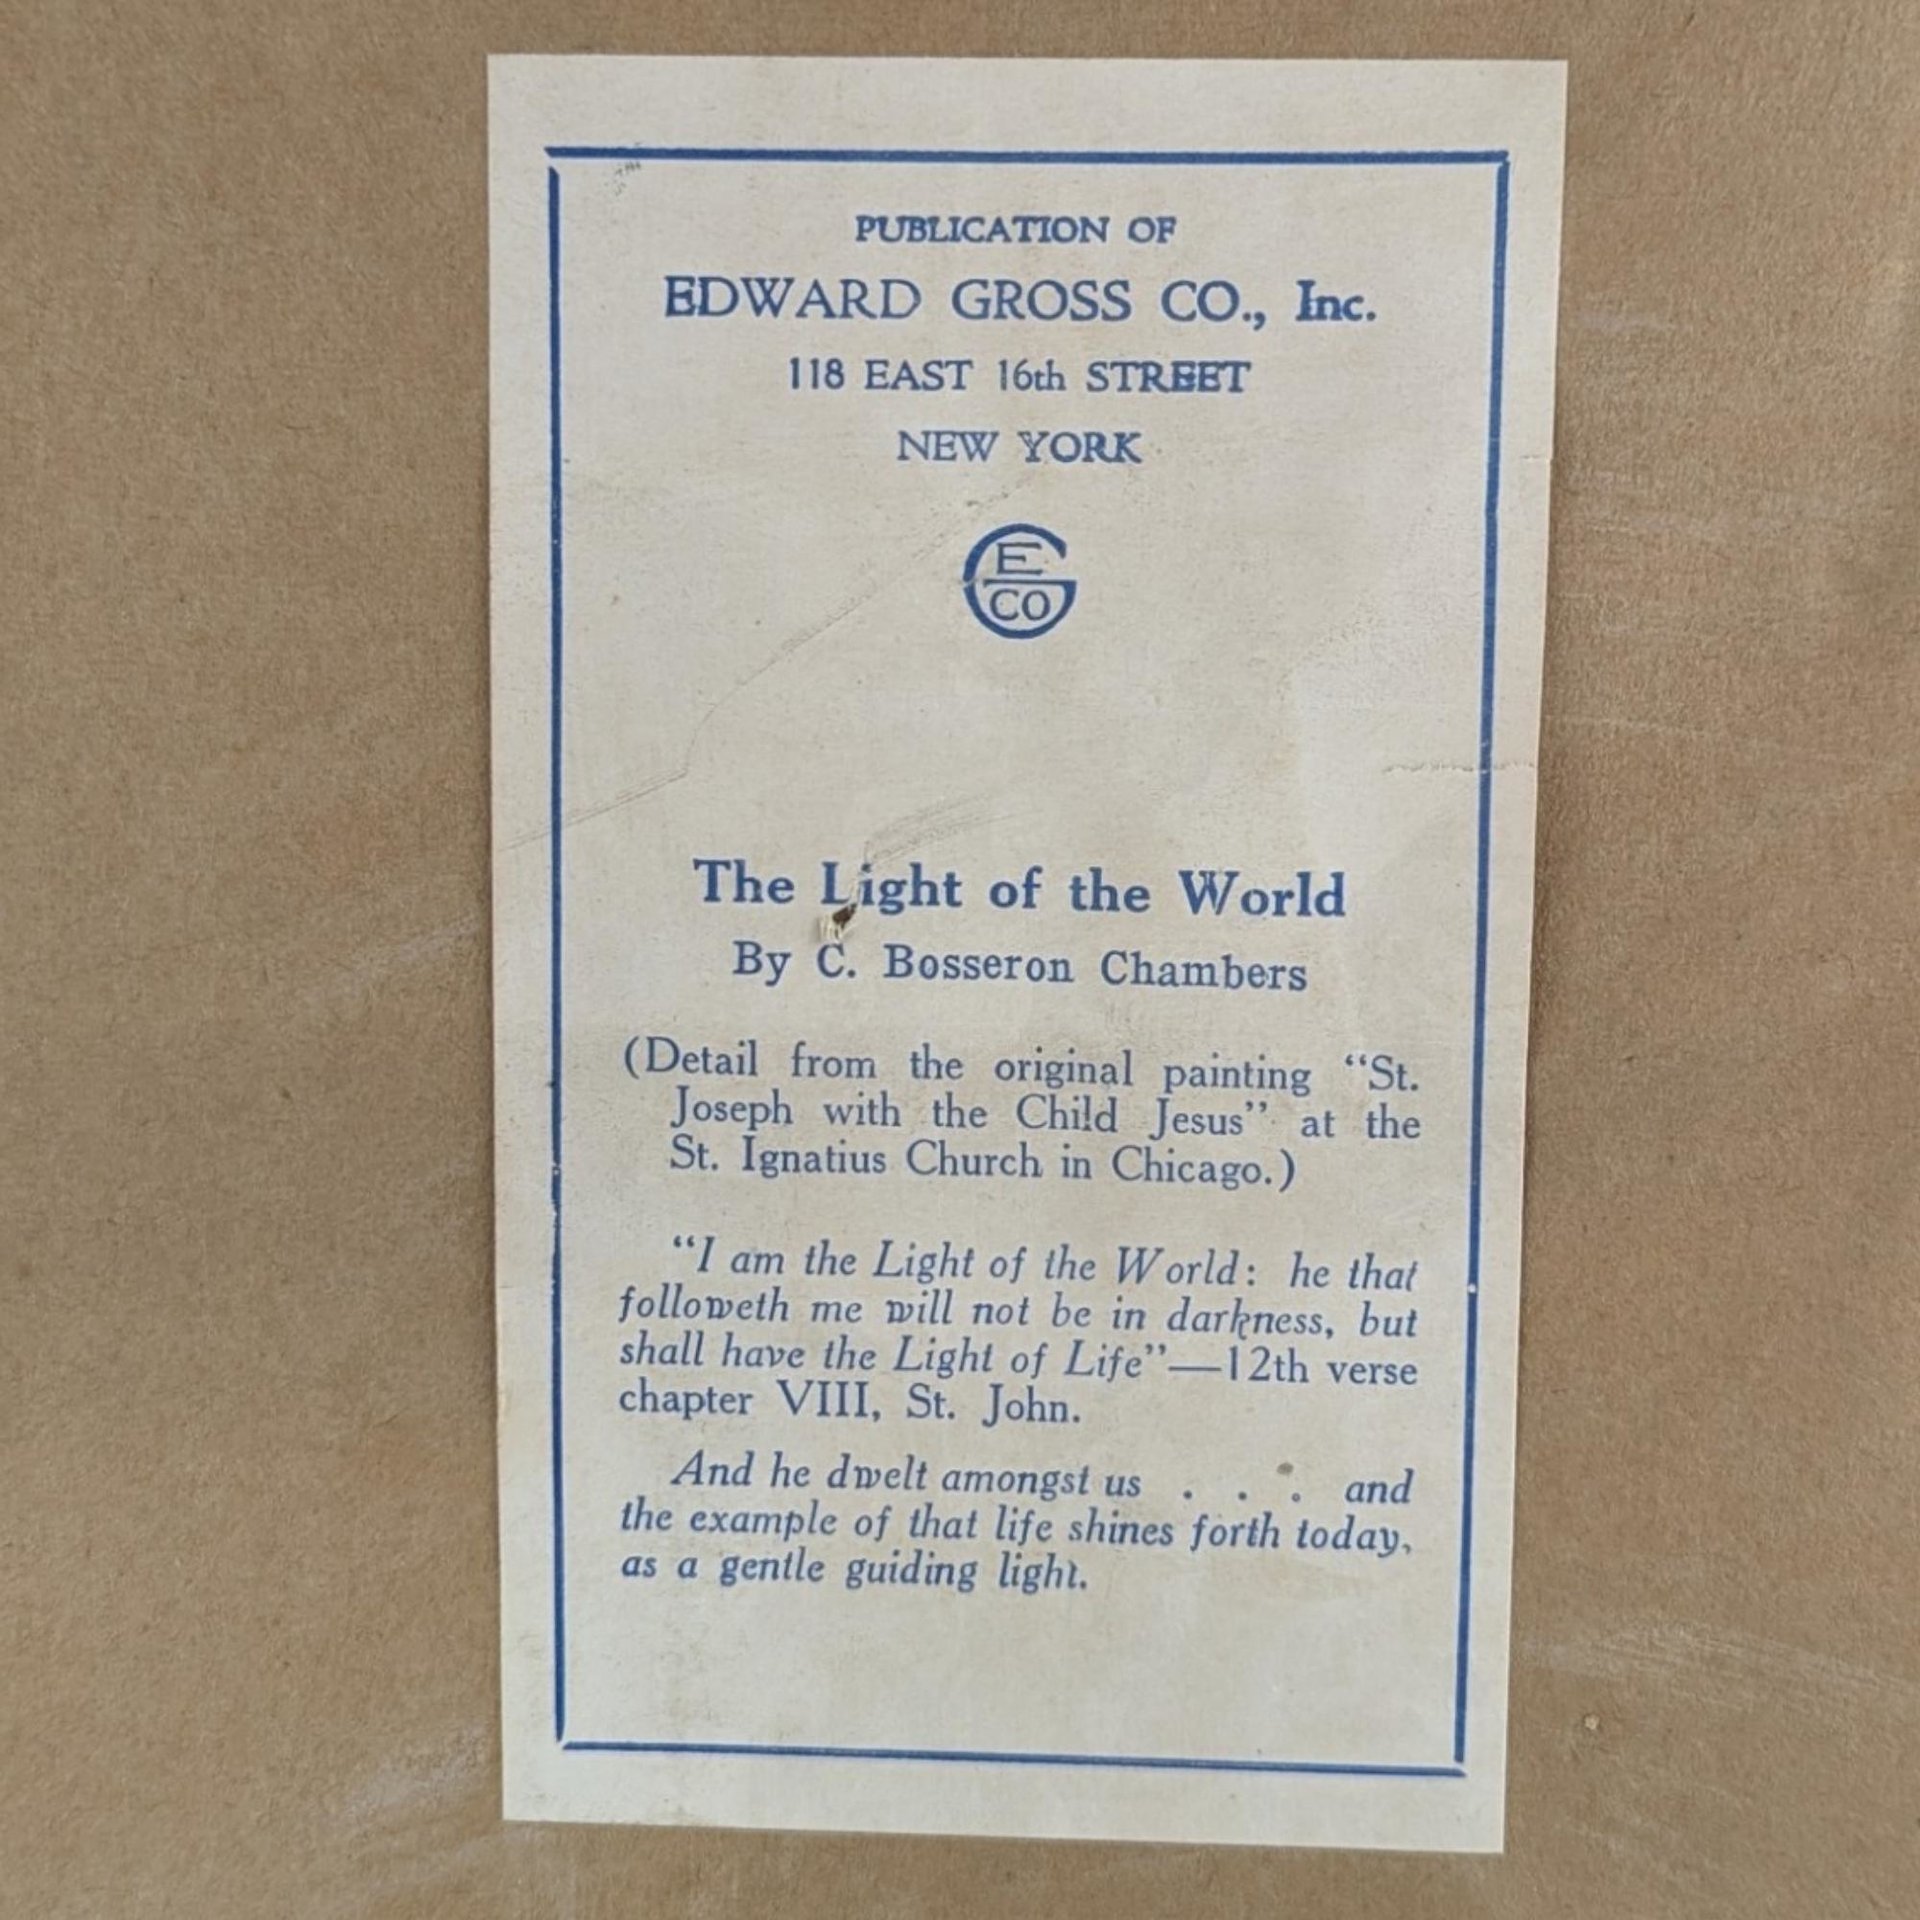 PUBLICATION OF
EDWARD GROSS CO., Inc.
118 EAST 16th STREET
NEW YORK
E
G
CO
The Light of the World
By C. Bosseron Chambers
(Detail from the original painting “St.
Joseph with the Child Jesus” at the
St. Ignatius Church in Chicago.)
“I am the Light of the World: he that
followeth me will not be in darkness, but
shall have the Light of Life”—12th verse
chapter VIII, St. John.
And he dwelt amongst us . . . and
the example of that life shines forth today,
as a gentle guiding light.